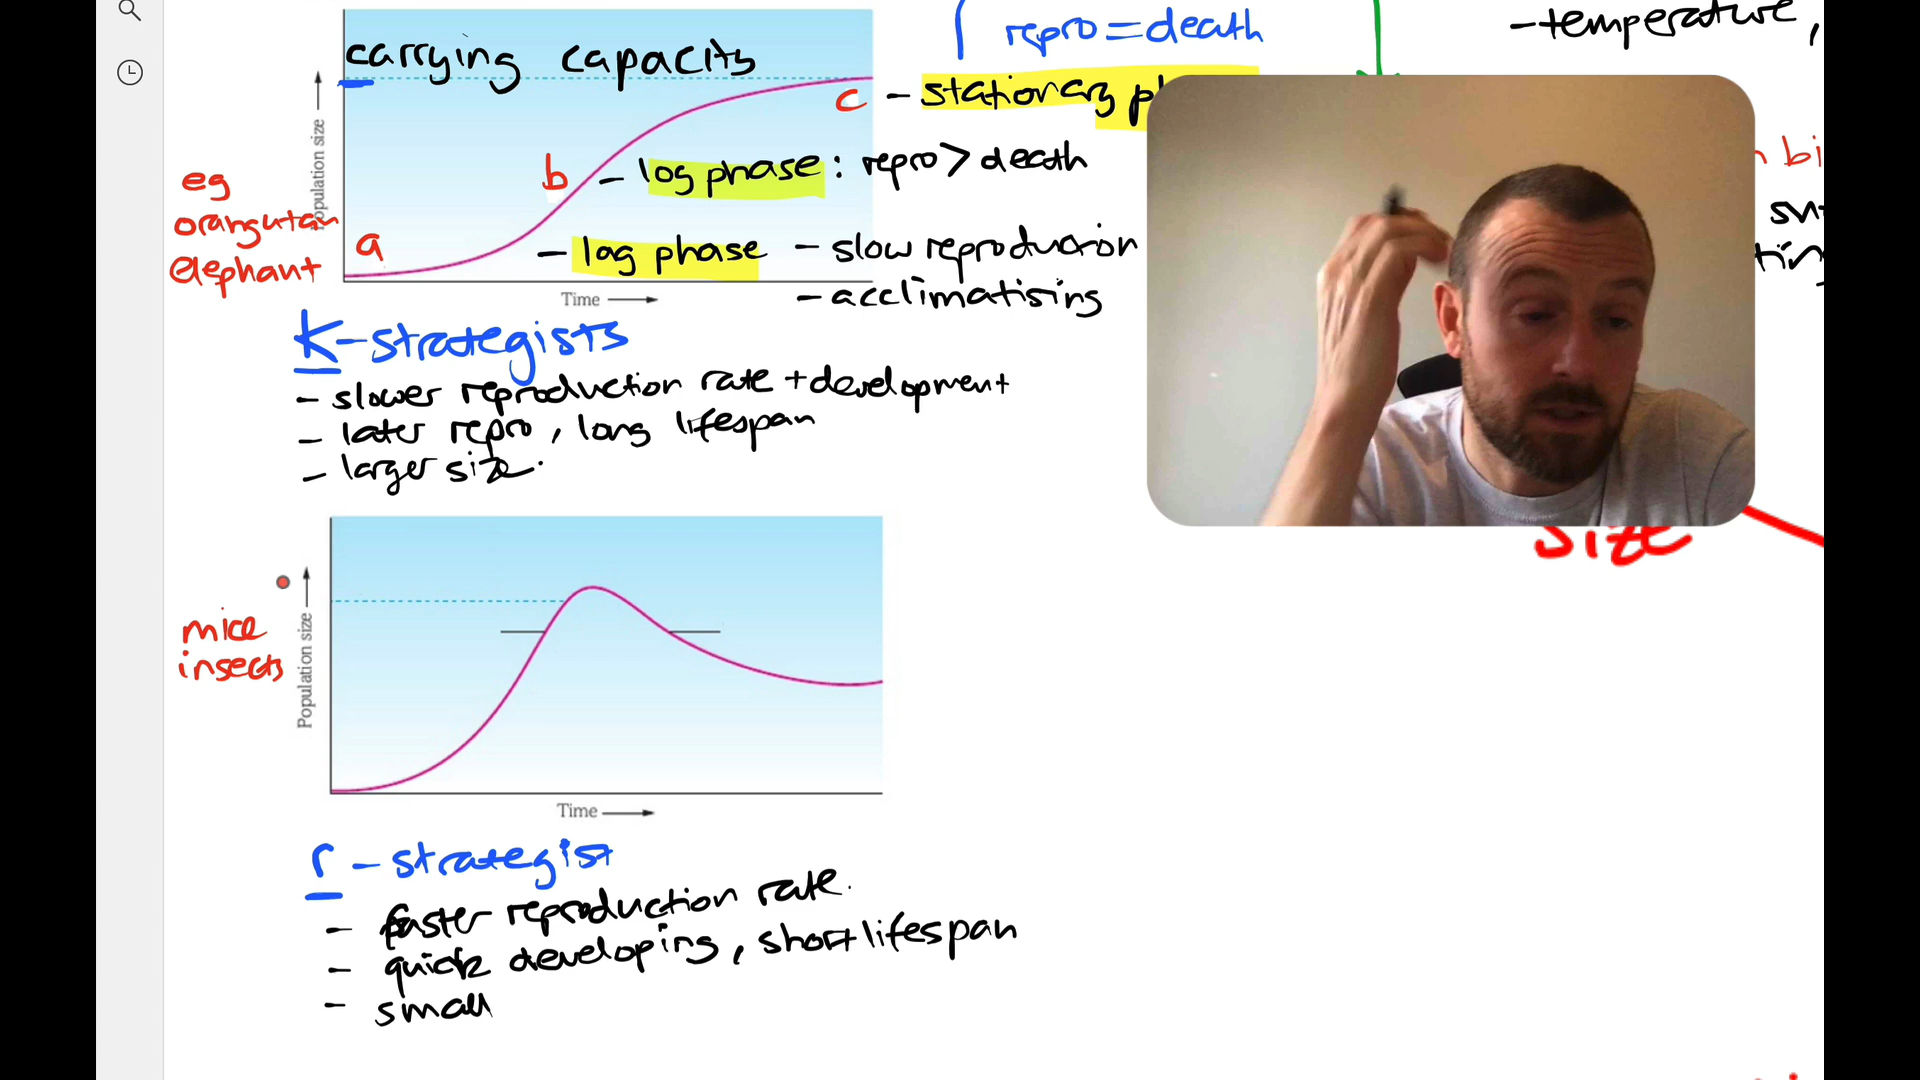 repro = death
- temperature,
carrying capacity
c - stationary
b - log phase : repro > death
bi
eg
orangutan
elephant
Population size
a
- lag phase - slow reproduction
- acclimatising
Time
K-strategists
- slower reproduction rate + development
- later repro, long lifespan
- larger size.
size
mice
insects
Population size
Time
r - strategist
- faster reproduction rate.
- quick developing, short lifespan
- small